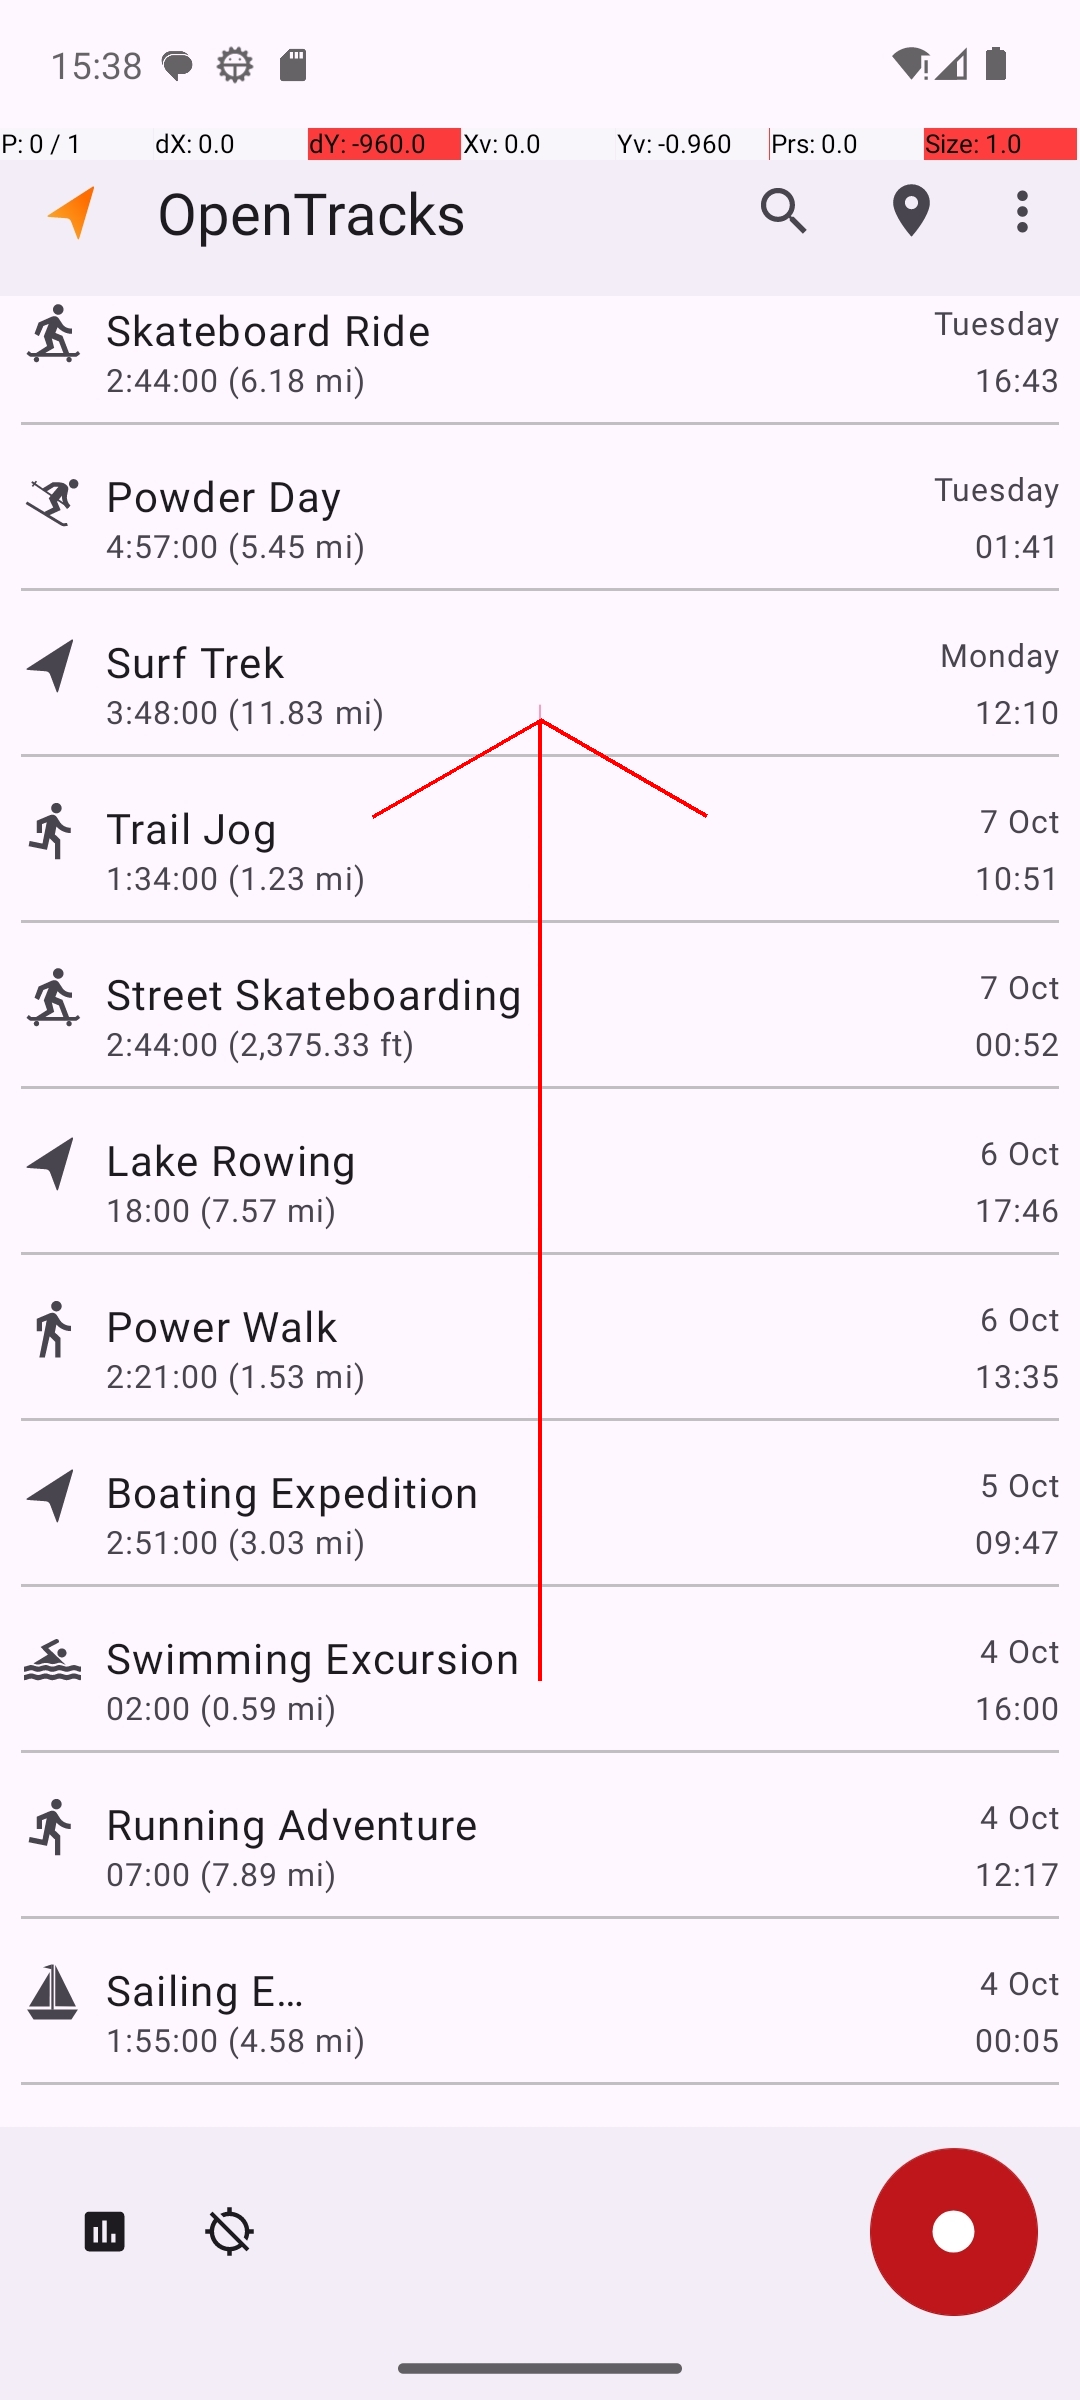 15:38
P: 0 / 1 dX: 0.0 dY: -960.0 Xv: 0.0 Yv: -0.960 Prs: 0.0 Size: 1.0
OpenTracks
Skateboard Ride Tuesday
2:44:00 (6.18 mi) 16:43
Powder Day Tuesday
4:57:00 (5.45 mi) 01:41
Surf Trek Monday
3:48:00 (11.83 mi) 12:10
Trail Jog 7 Oct
1:34:00 (1.23 mi) 10:51
Street Skateboarding 7 Oct
2:44:00 (2,375.33 ft) 00:52
Lake Rowing 6 Oct
18:00 (7.57 mi) 17:46
Power Walk 6 Oct
2:21:00 (1.53 mi) 13:35
Boating Expedition 5 Oct
2:51:00 (3.03 mi) 09:47
Swimming Excursion 4 Oct
02:00 (0.59 mi) 16:00
Running Adventure 4 Oct
07:00 (7.89 mi) 12:17
Sailing E… 4 Oct
1:55:00 (4.58 mi) 00:05